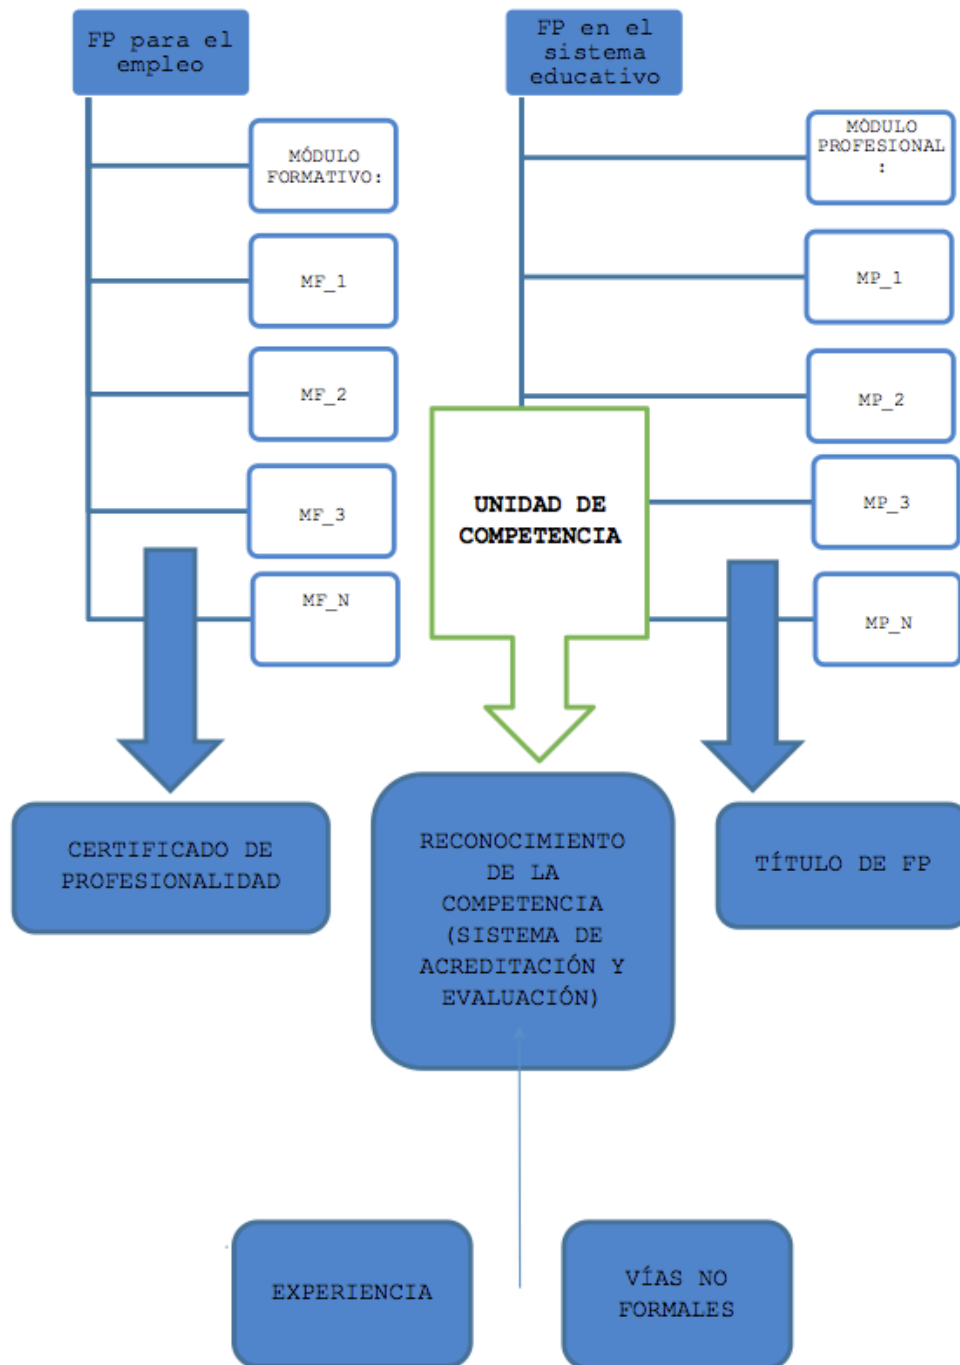 FP para el
empleo
FP en el
sistema
educativo
MÓDULO
FORMATIVO:
MF_1
MF_2
MF_3
MF_N
MÓDULO
PROFESIONAL
:
MP_1
MP_2
MP_3
MP_N
UNIDAD DE
COMPETENCIA
CERTIFICADO DE
PROFESIONALIDAD
RECONOCIMIENTO
DE LA
COMPETENCIA
(SISTEMA DE
ACREDITACIÓN Y
EVALUACIÓN)
TÍTULO DE FP
EXPERIENCIA
VÍAS NO
FORMALES